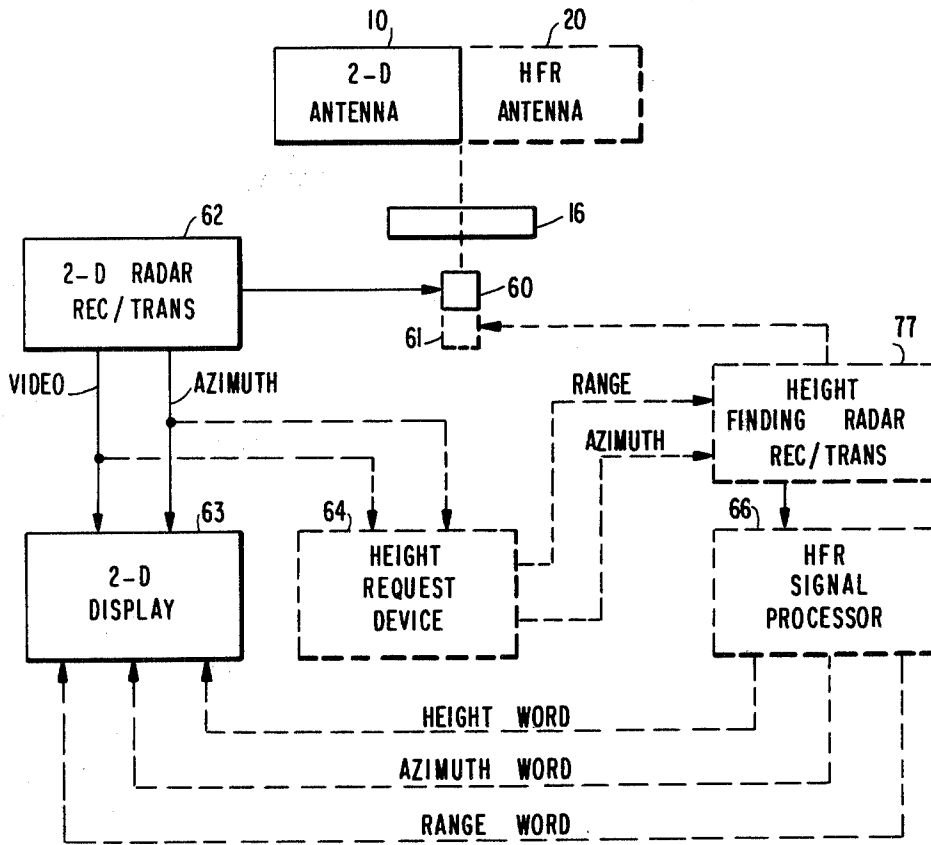 10
20
2-D
ANTENNA
HFR
ANTENNA
16
62
2-D RADAR
REC/TRANS
60
61
77
VIDEO
AZIMUTH
RANGE
AZIMUTH
HEIGHT
FINDING RADAR
REC/TRANS
63
2-D
DISPLAY
64
HEIGHT
REQUEST
DEVICE
66
HFR
SIGNAL
PROCESSOR
HEIGHT WORD
AZIMUTH WORD
RANGE WORD